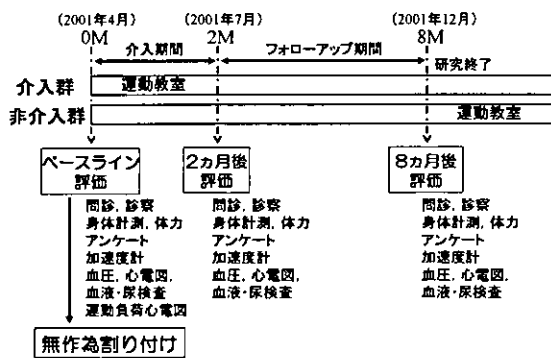 (2001年4月) (2001年7月) (2001年12月)
0M 介入期間 2M フォローアップ期間 8M
研究終了
介入群 運動教室
非介入群 運動教室
ベースライン評価 2ヵ月後評価 8ヵ月後評価
問診, 診察 問診, 診察 問診, 診察
身体計測, 体力 身体計測, 体力 身体計測, 体力
アンケート アンケート アンケート
加速度計 加速度計 加速度計
血圧, 心電図, 血圧, 心電図, 血圧, 心電図,
血液・尿検査 血液・尿検査 血液・尿検査
運動負荷心電図
無作為割り付け